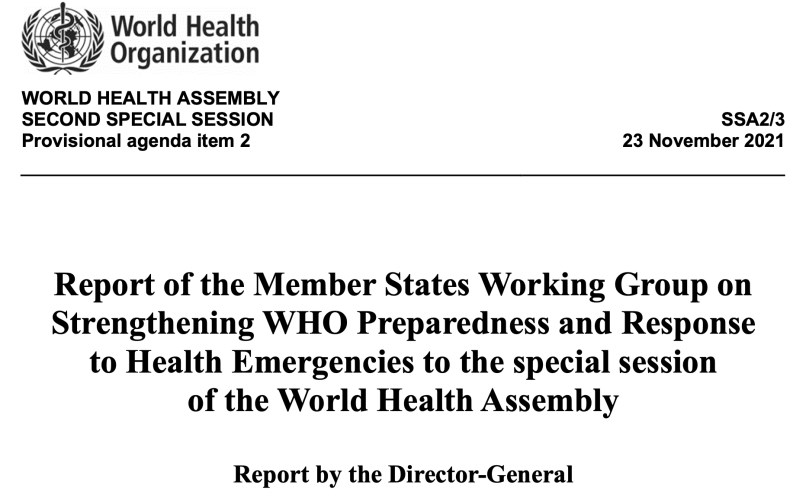 World Health
Organization
WORLD HEALTH ASSEMBLY
SECOND SPECIAL SESSION
SSA2/3
Provisional agenda item 2
23 November 2021
Report of the Member States Working Group on
Strengthening WHO Preparedness and Response
to Health Emergencies to the special session
of the World Health Assembly
Report by the Director-General